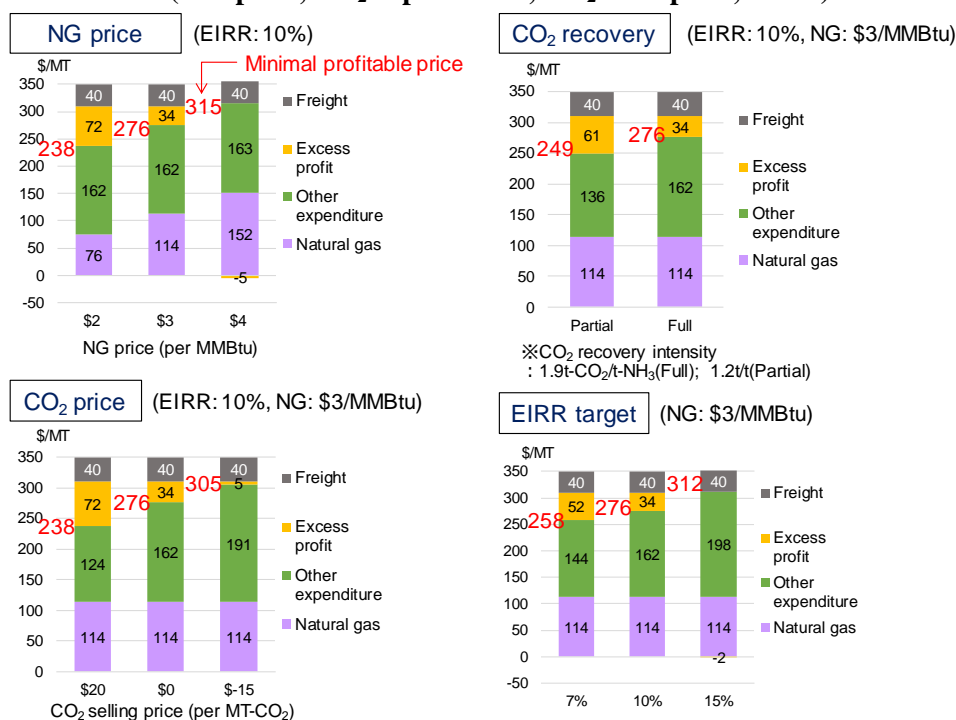 NG price (EIRR: 10%)
$/MT
Minimal profitable price
350
300
250
200
150
100
50
0
-50
40 40 40
72 34
162 162 163
76 114 152
-5
238 276 315
Freight
Excess
profit
Other
expenditure
Natural gas
$2 $3 $4
NG price (per MMBtu)
CO₂ recovery (EIRR: 10%, NG: $3/MMBtu)
$/MT
350
300
250
200
150
100
50
0
40 40
61 34
136 162
114 114
249 276
Freight
Excess
profit
Other
expenditure
Natural gas
Partial Full
※CO₂ recovery intensity
: 1.9t-CO₂/t-NH₃(Full); 1.2t/t(Partial)
CO₂ price (EIRR: 10%, NG: $3/MMBtu)
$/MT
350
300
250
200
150
100
50
0
40 40 40
72 34 5
124 162 191
114 114 114
238 276 305
Freight
Excess
profit
Other
expenditure
Natural gas
$20 $0 $-15
CO₂ selling price (per MT-CO₂)
EIRR target (NG: $3/MMBtu)
$/MT
350
300
250
200
150
100
50
0
-50
40 40 40
52 34
144 162 198
114 114 114
-2
258 276 312
Freight
Excess
profit
Other
expenditure
Natural gas
7% 10% 15%